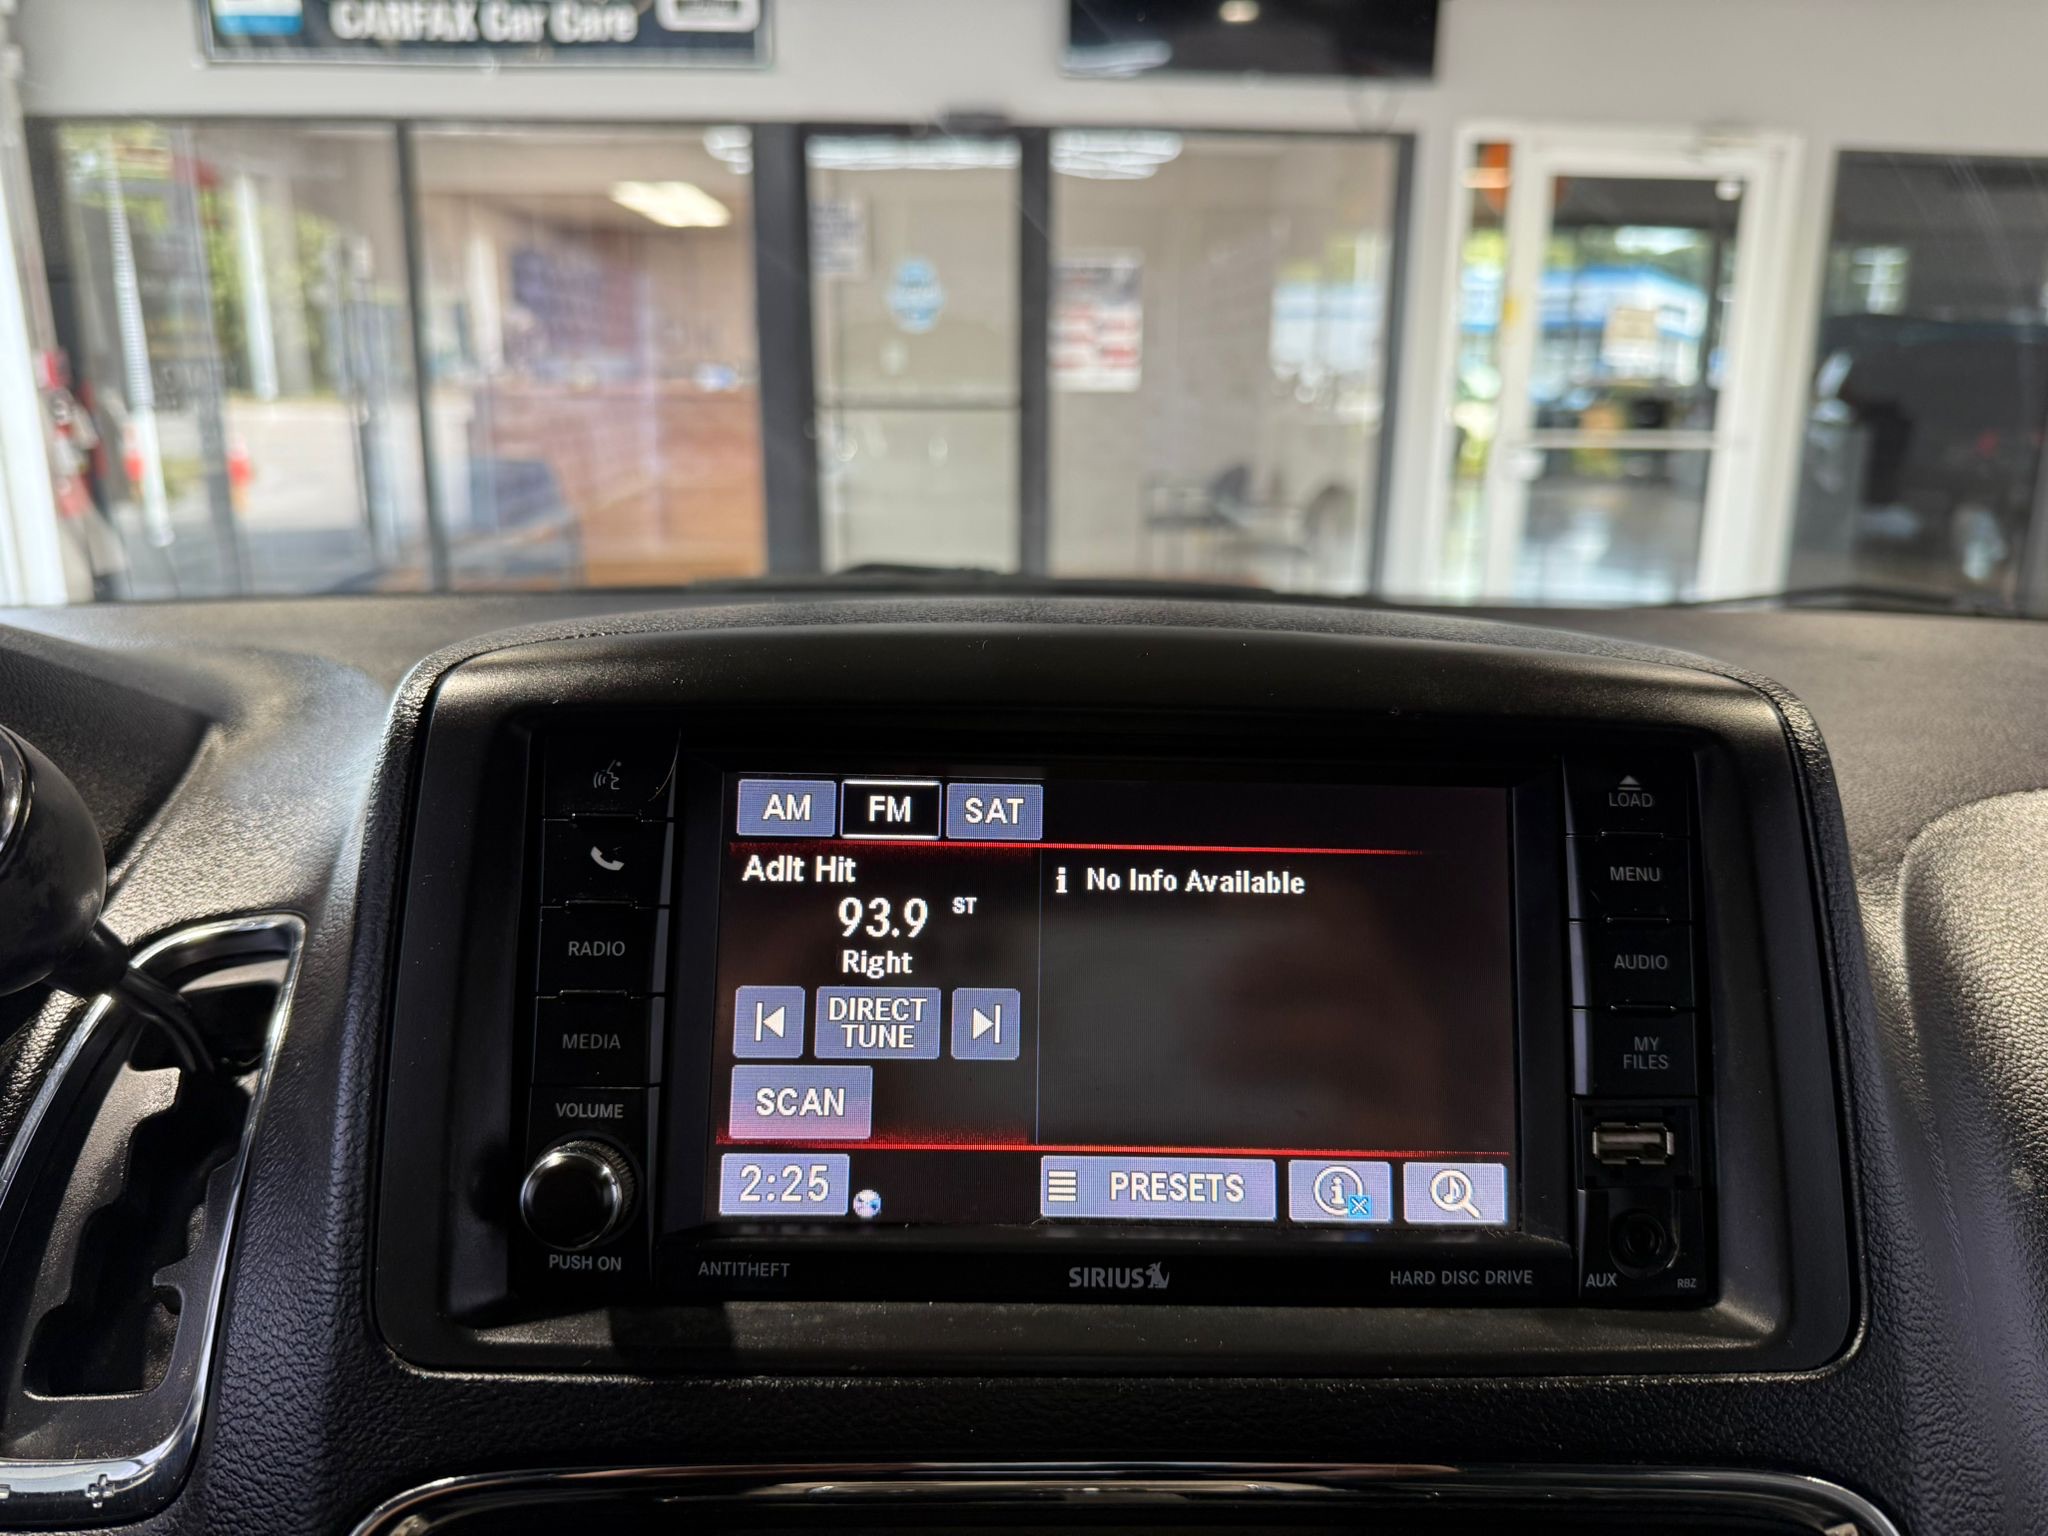 CARFAX Car Care
LOAD
AM FM SAT
Adlt Hit
No Info Available
93.9 ST
MENU
RADIO
Right
AUDIO
DIRECT
TUNE
MEDIA
MY
FILES
SCAN
VOLUME
2:25
PRESETS
PUSH ON
ANTITHEFT
SIRIUS
HARD DISC DRIVE
AUX
RBZ